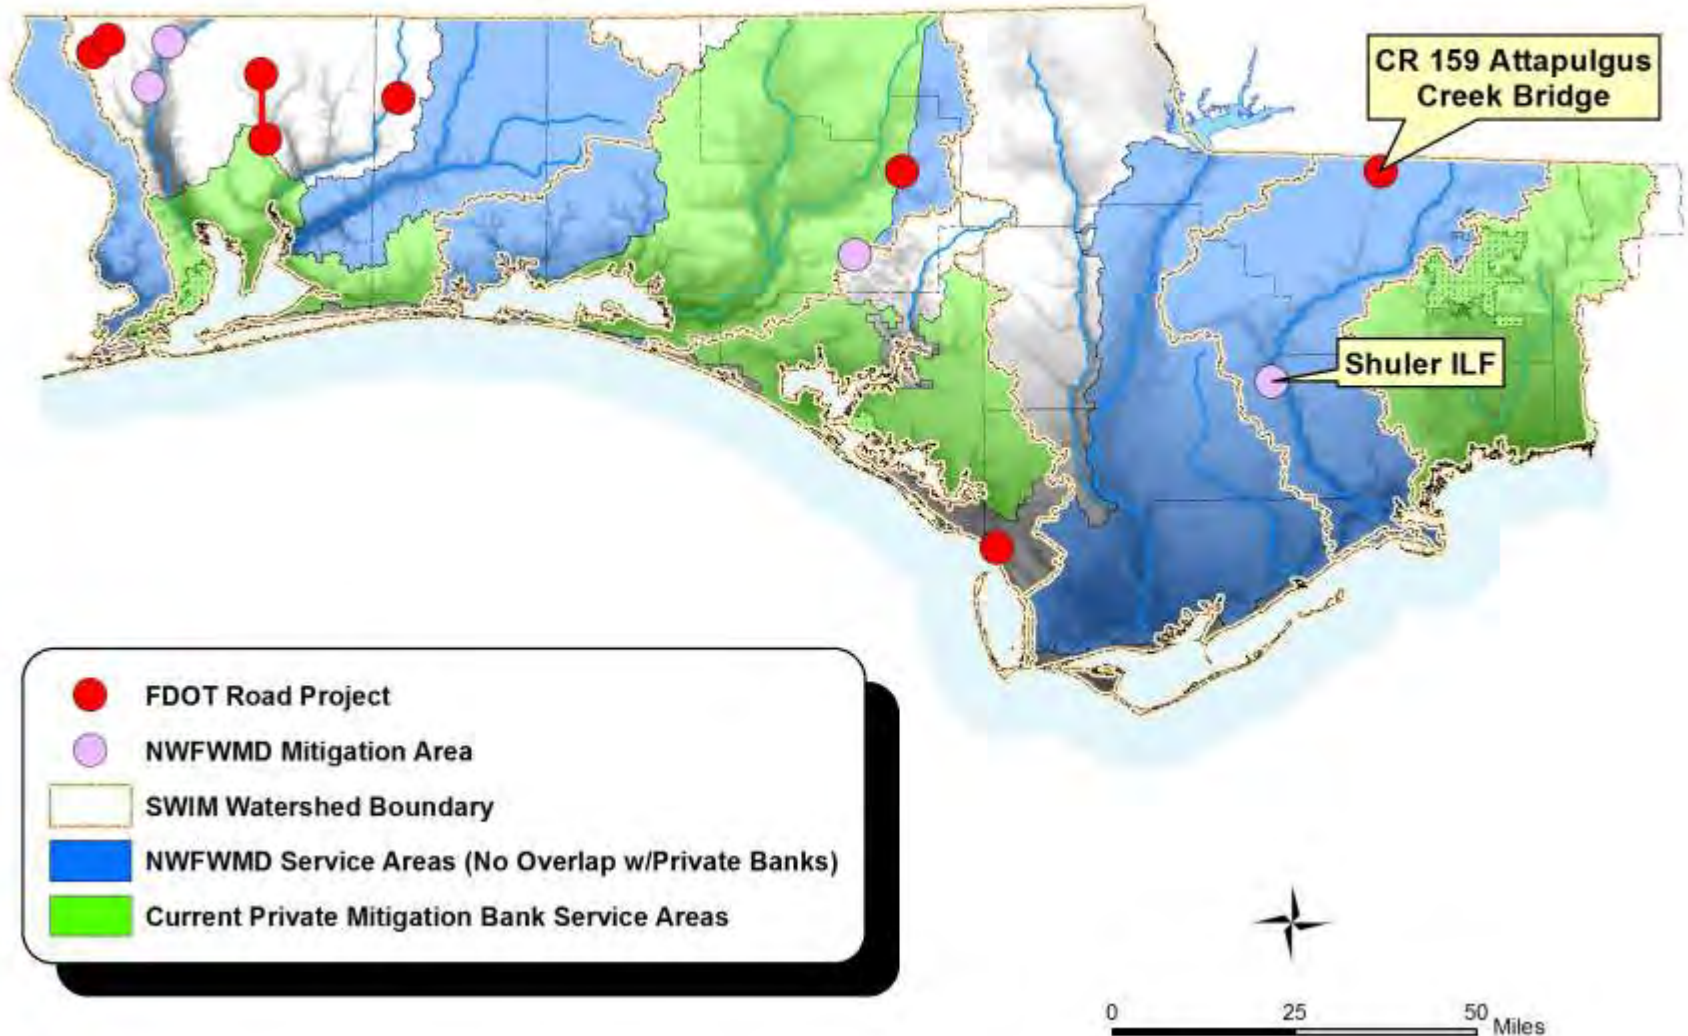 CR 159 Attapulgus
Creek Bridge
Shuler ILF
FDOT Road Project
NWFWMD Mitigation Area
SWIM Watershed Boundary
NWFWMD Service Areas (No Overlap w/Private Banks)
Current Private Mitigation Bank Service Areas
0 25 50 Miles